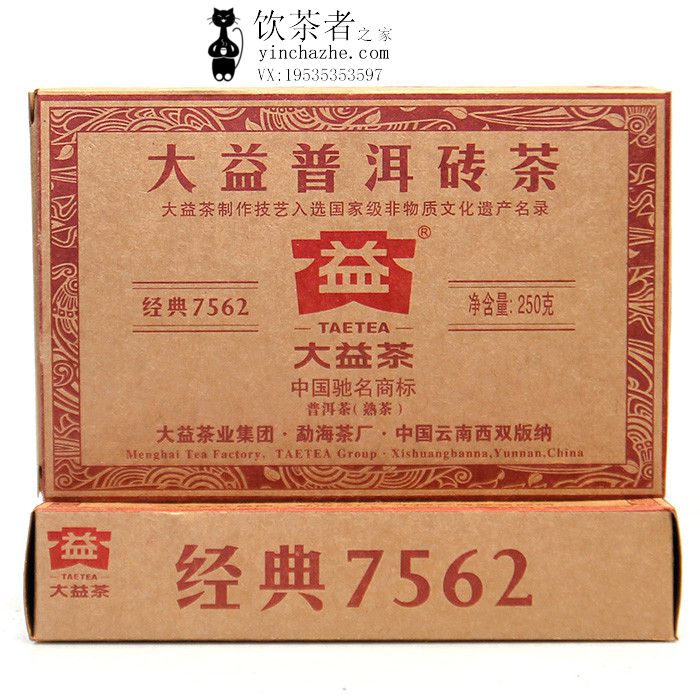 饮茶者之家
yinchazhe.com
VX:19535353597
大益普洱砖茶
大益茶制作技艺入选国家级非物质文化遗产名录
益®
经典7562
TAETEA
净含量: 250克
大益茶
中国驰名商标
普洱茶(熟茶)
大益茶业集团·勐海茶厂·中国云南西双版纳
Menghai Tea Factory, TAETEA Group·Xishuangbanna,Yunnan,China
益
TAETEA
大益茶
经典7562